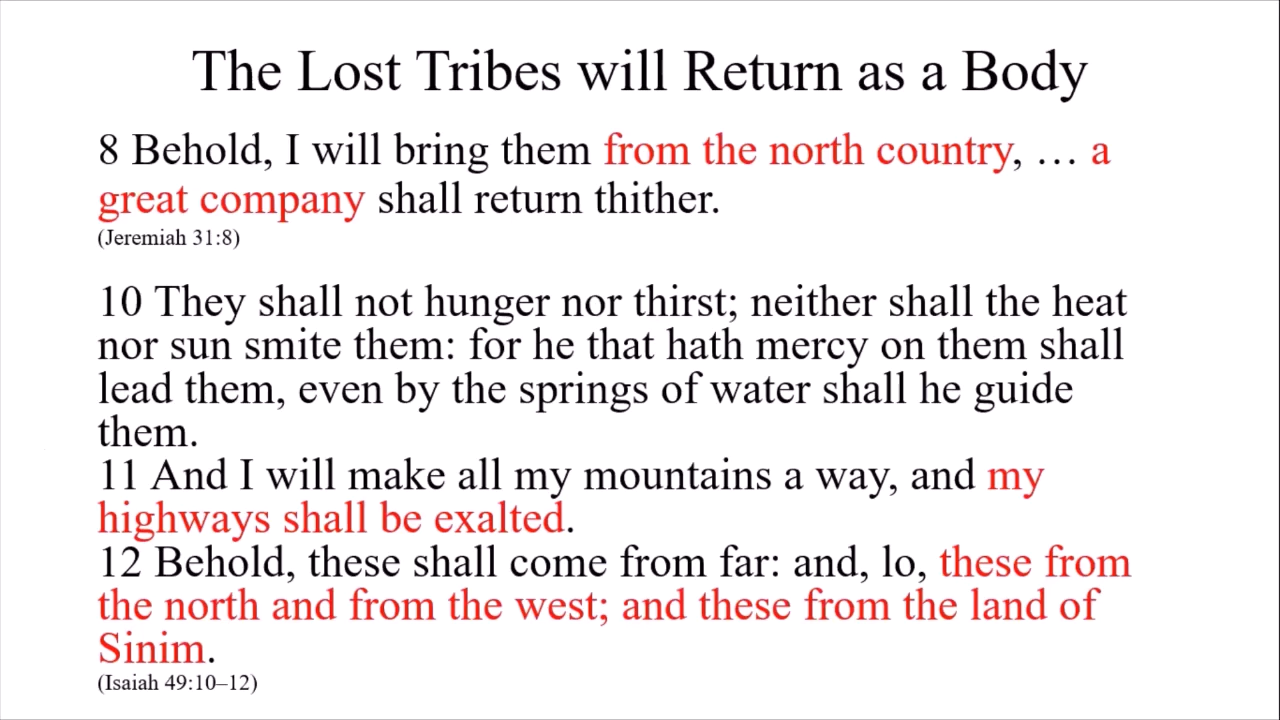 The Lost Tribes will Return as a Body
8 Behold, I will bring them from the north country, … a
great company shall return thither.
(Jeremiah 31:8)
10 They shall not hunger nor thirst; neither shall the heat
nor sun smite them: for he that hath mercy on them shall
lead them, even by the springs of water shall he guide
them.
11 And I will make all my mountains a way, and my
highways shall be exalted.
12 Behold, these shall come from far: and, lo, these from
the north and from the west; and these from the land of
Sinim.
(Isaiah 49:10–12)